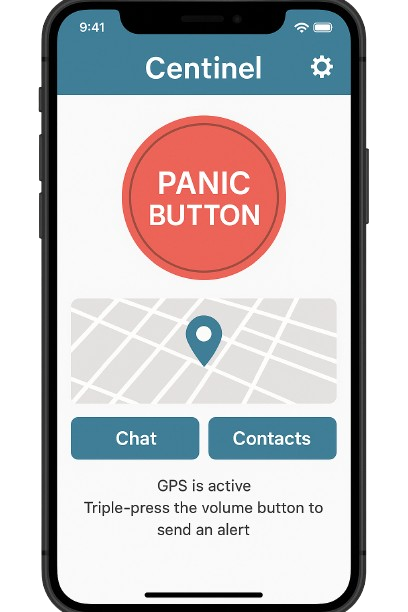 9:41
Centinel
PANIC
BUTTON
Chat
Contacts
GPS is active
Triple-press the volume button to
send an alert